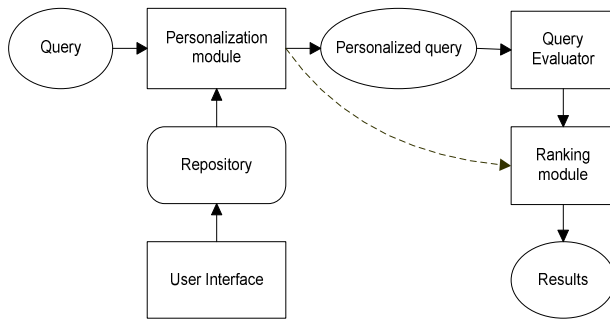 Query
Personalization
module
Personalized query
Query
Evaluator
Repository
Ranking
module
User Interface
Results